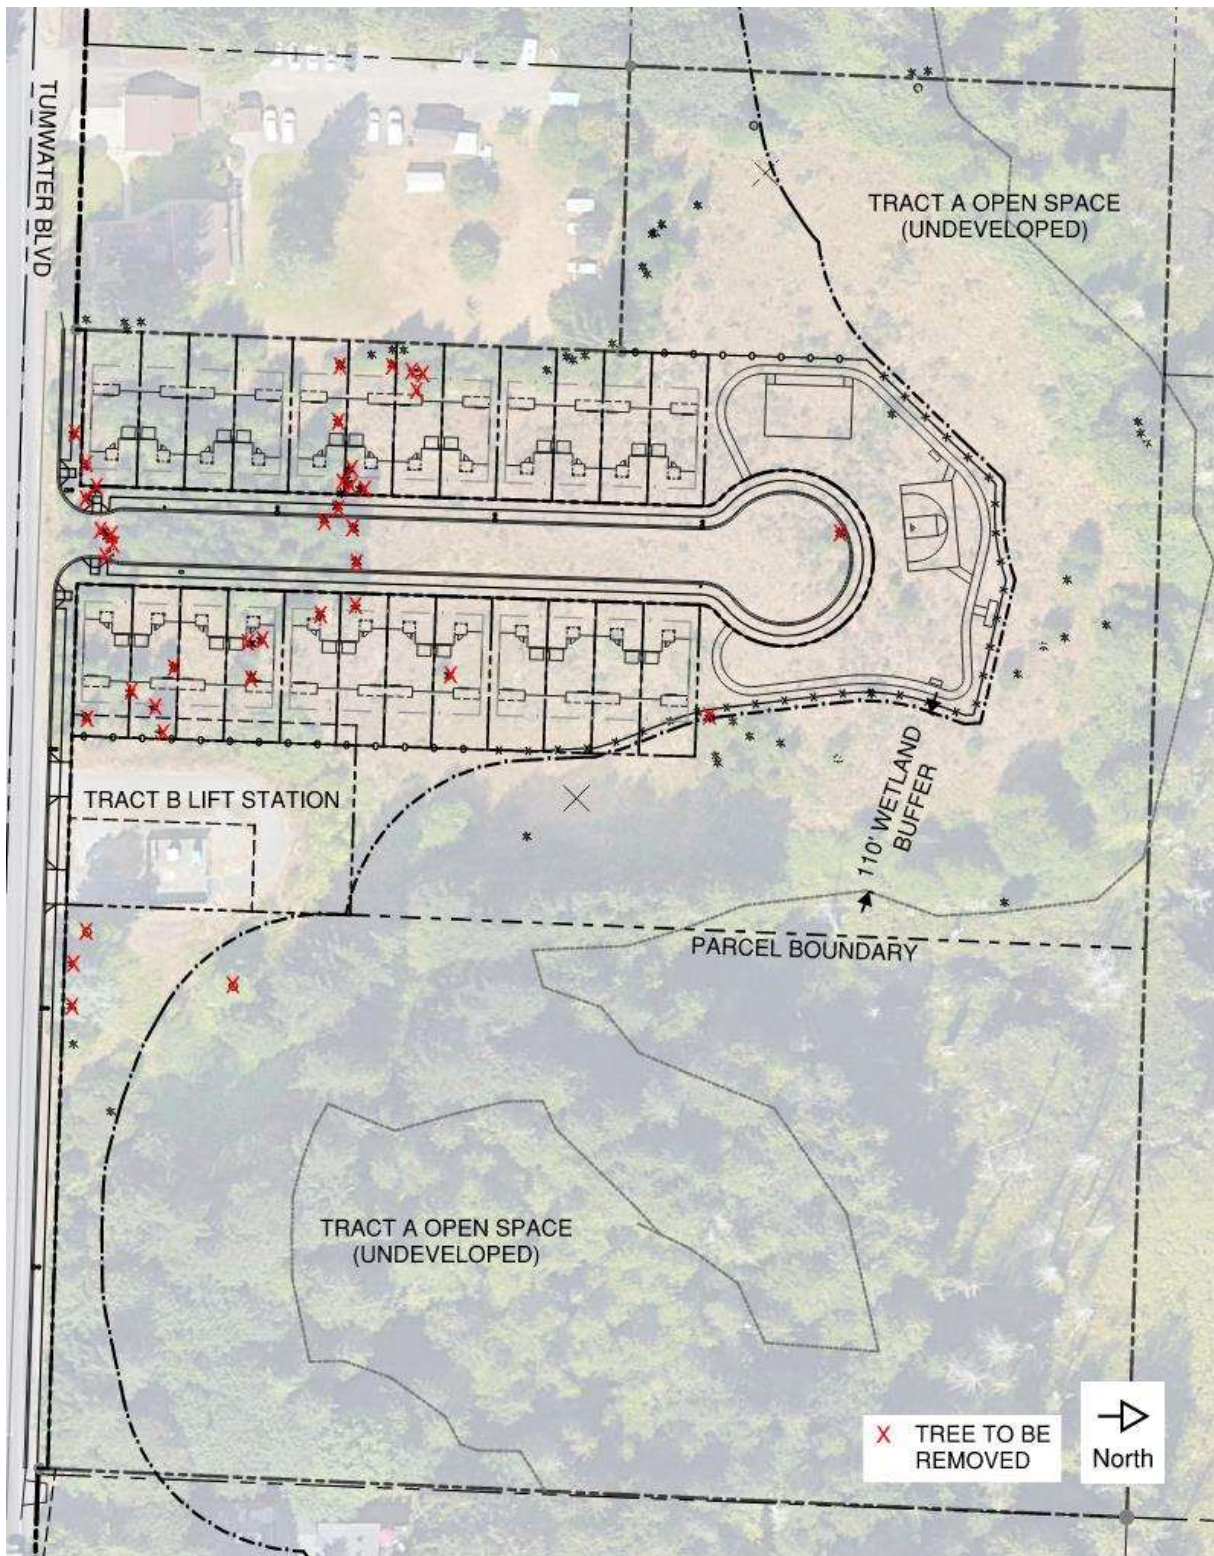 TUMWATER BLVD
TRACT A OPEN SPACE
(UNDEVELOPED)
TRACT B LIFT STATION
110' WETLAND
BUFFER
PARCEL BOUNDARY
TRACT A OPEN SPACE
(UNDEVELOPED)
X TREE TO BE
REMOVED
North